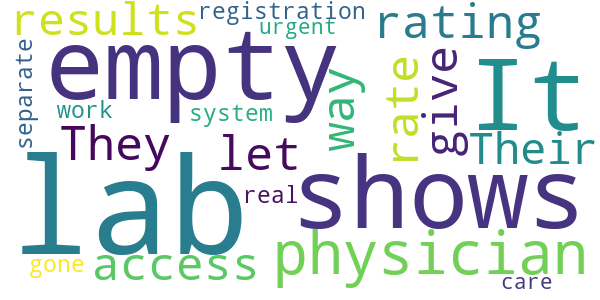 results
registration
urgent
rating
separate
empty
work
system
They
let
way
rate
give
It
Their
lab
real
shows
gone
access
physician
care